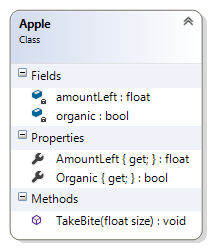 Apple
Class
Fields
amountLeft : float
organic : bool
Properties
AmountLeft { get; } : float
Organic { get; } : bool
Methods
TakeBite(float size) : void